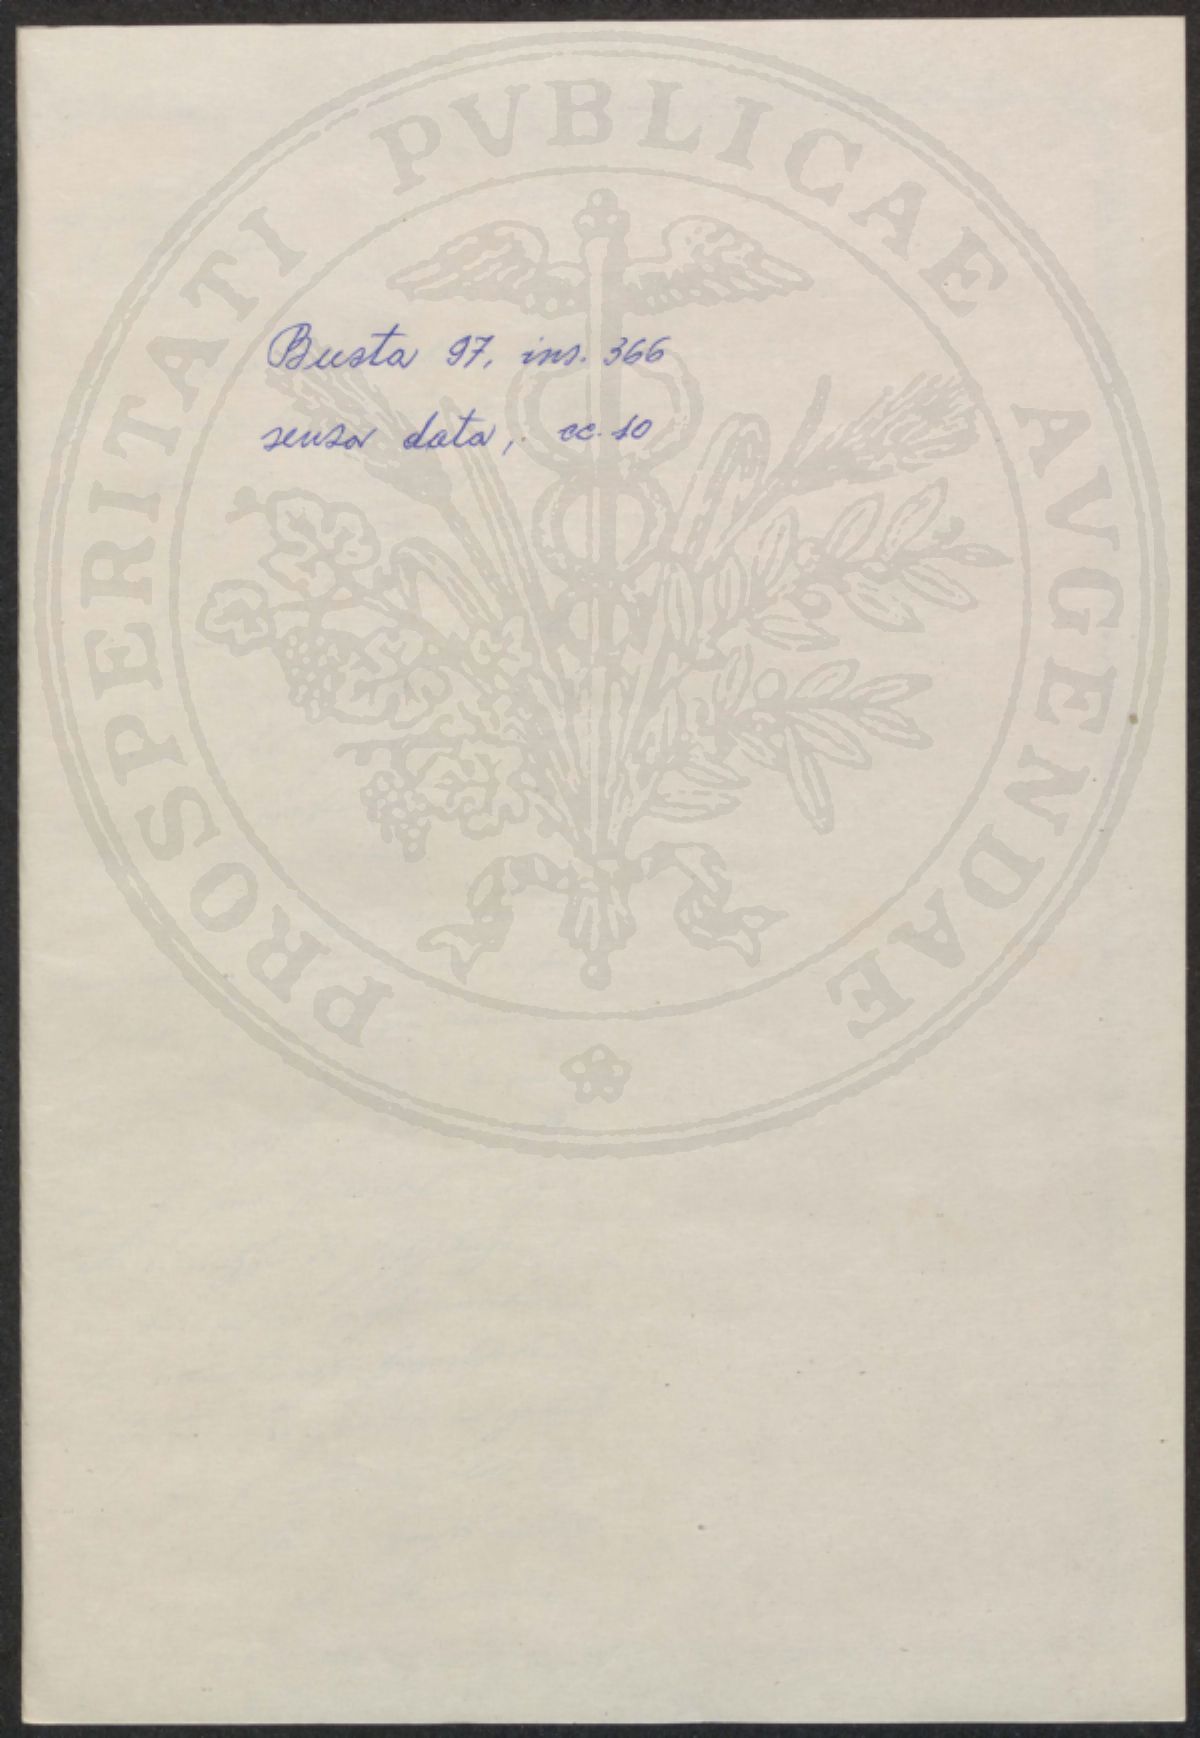 PROSPERITATI PVBLICAE AVGENDAE
Busta 97, ins. 366
senza data, cc. 10